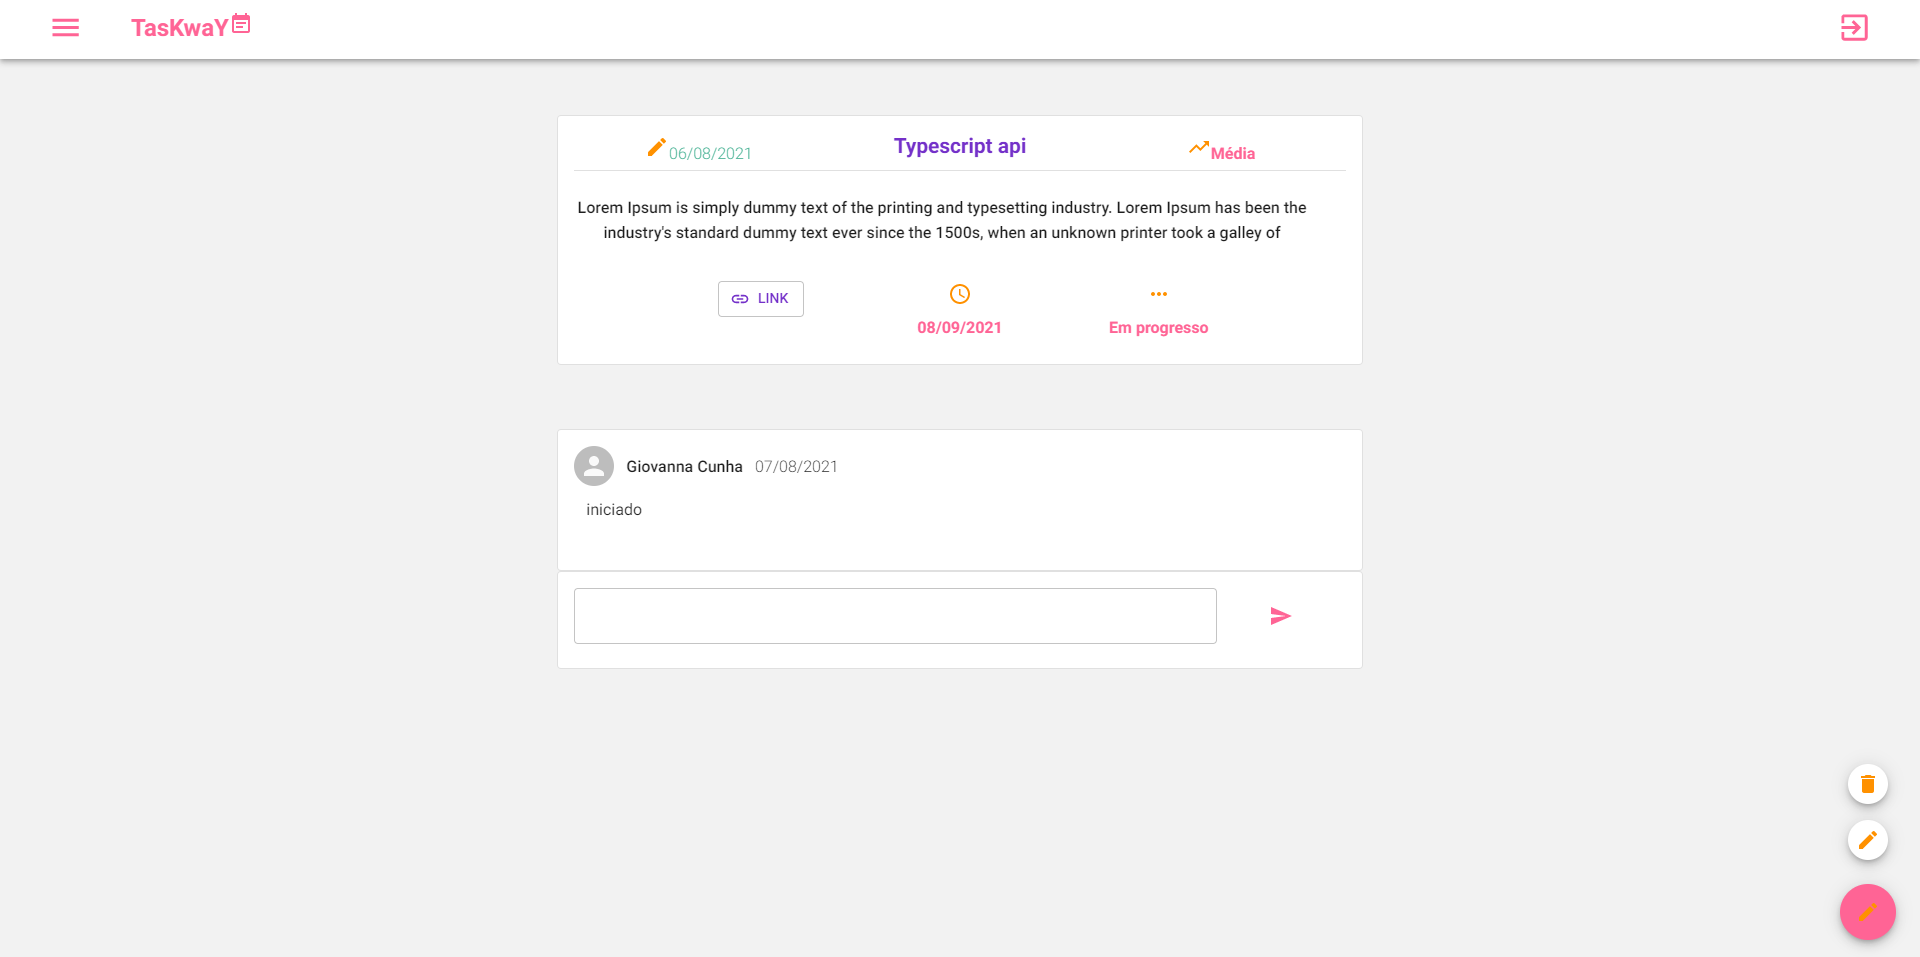 TasKwaY
06/08/2021
Typescript api
Média
Lorem Ipsum is simply dummy text of the printing and typesetting industry. Lorem Ipsum has been the
industry's standard dummy text ever since the 1500s, when an unknown printer took a galley of
LINK
08/09/2021
Em progresso
Giovanna Cunha 07/08/2021
iniciado